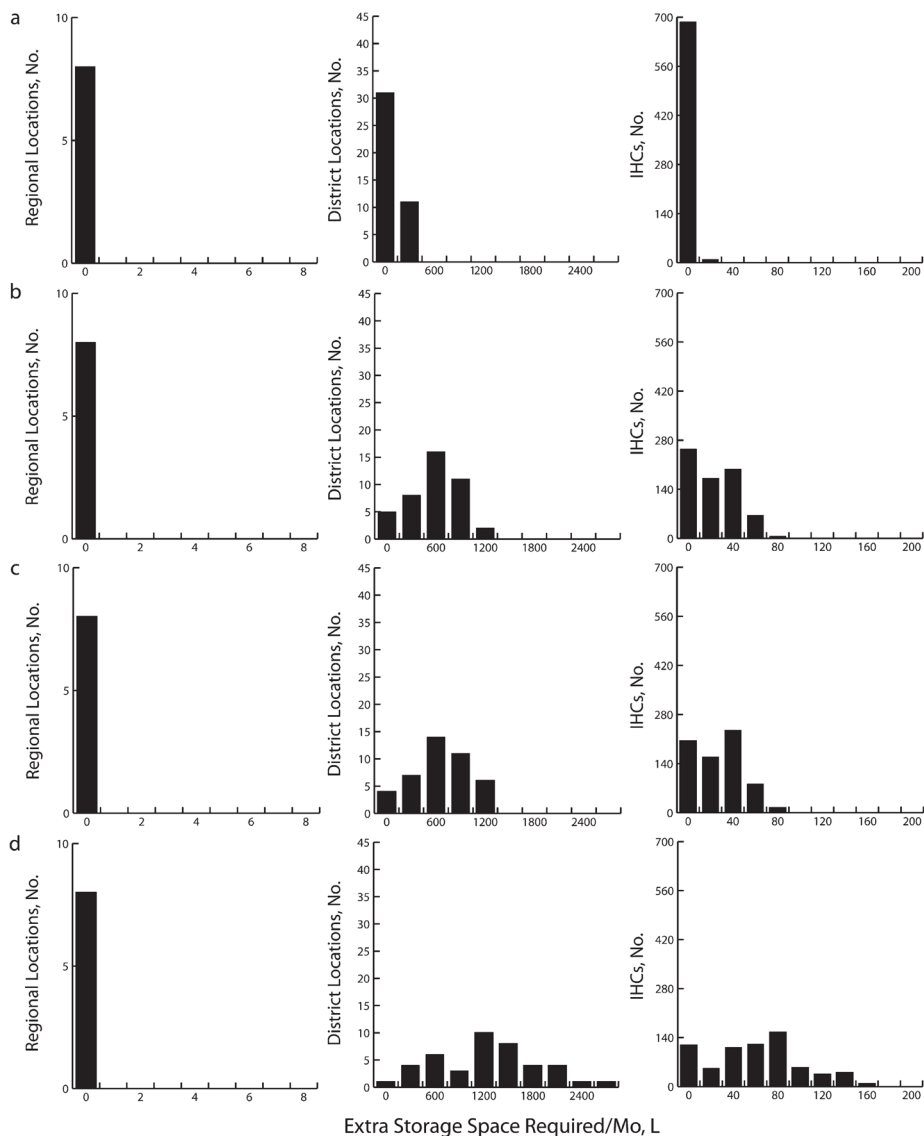 a
10
5
0
Regional Locations, No.
0 2 4 6 8
45
40
35
30
25
20
15
10
5
0
District Locations, No.
0 600 1200 1800 2400
700
560
420
280
140
0
IHCs, No.
0 40 80 120 160 200
b
10
5
0
Regional Locations, No.
0 2 4 6 8
45
40
35
30
25
20
15
10
5
0
District Locations, No.
0 600 1200 1800 2400
700
560
420
280
140
0
IHCs, No.
0 40 80 120 160 200
c
10
5
0
Regional Locations, No.
0 2 4 6 8
45
40
35
30
25
20
15
10
5
0
District Locations, No.
0 600 1200 1800 2400
700
560
420
280
140
0
IHCs, No.
0 40 80 120 160 200
d
10
5
0
Regional Locations, No.
0 2 4 6 8
45
40
35
30
25
20
15
10
5
0
District Locations, No.
0 600 1200 1800 2400
700
560
420
280
140
0
IHCs, No.
0 40 80 120 160 200
Extra Storage Space Required/Mo, L